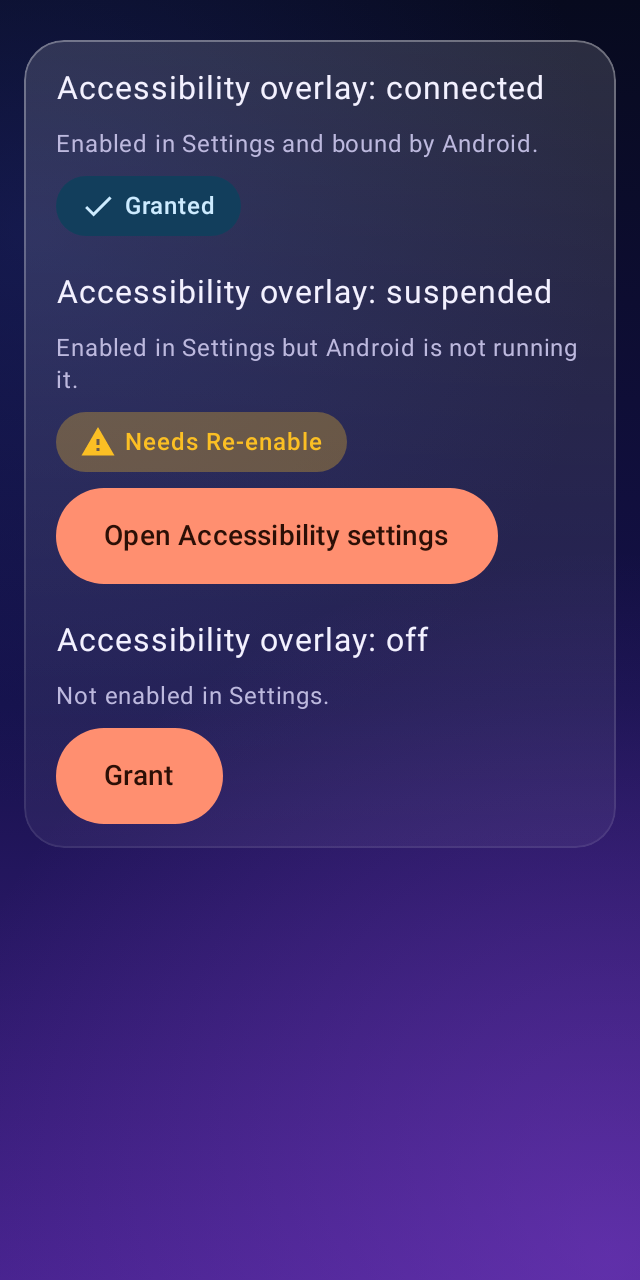 Accessibility overlay: connected
Enabled in Settings and bound by Android.
Granted
Accessibility overlay: suspended
Enabled in Settings but Android is not running
it.
Needs Re-enable
Open Accessibility settings
Accessibility overlay: off
Not enabled in Settings.
Grant